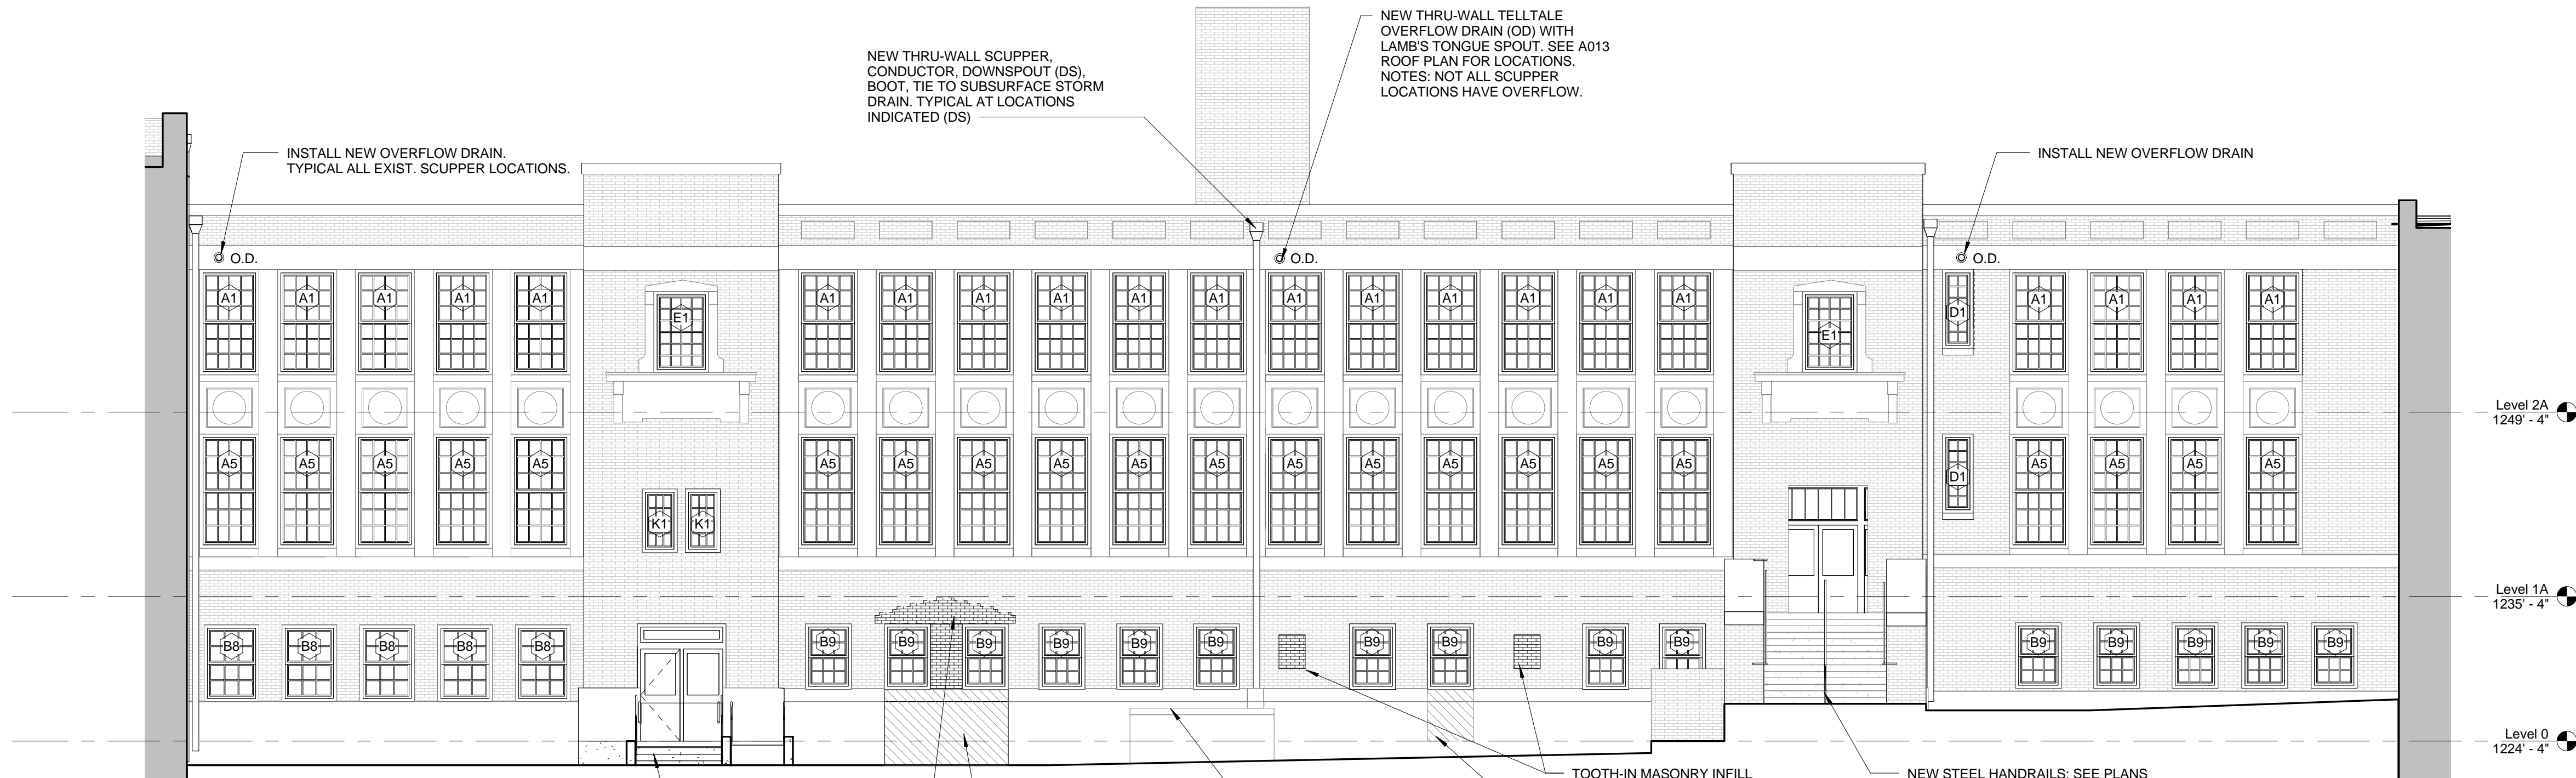 NEW THRU-WALL TELLTALE
OVERFLOW DRAIN (OD) WITH
LAMB'S TONGUE SPOUT. SEE A013
ROOF PLAN FOR LOCATIONS.
NOTES: NOT ALL SCUPPER
LOCATIONS HAVE OVERFLOW.
NEW THRU-WALL SCUPPER,
CONDUCTOR, DOWNSPOUT (DS),
BOOT, TIE TO SUBSURFACE STORM
DRAIN. TYPICAL AT LOCATIONS
INDICATED (DS)
INSTALL NEW OVERFLOW DRAIN.
TYPICAL ALL EXIST. SCUPPER LOCATIONS.
INSTALL NEW OVERFLOW DRAIN
O.D.
O.D.
O.D.
A1 A1 A1 A1 A1
A1 A1 A1 A1 A1 A1 A1 A1 A1 A1 A1 A1
A1 A1 A1 A1
E1
E1
D1
Level 2A
1249' - 4"
A5 A5 A5 A5 A5
A5 A5 A5 A5 A5 A5 A5 A5 A5 A5 A5 A5
A5 A5 A5 A5
D1
K1 K1
Level 1A
1235' - 4"
B8 B8 B8 B8 B8
B9 B9 B9 B9 B9 B9 B9 B9 B9 B9
B9 B9 B9 B9 B9
Level 0
1224' - 4"
TOOTH-IN MASONRY INFILL
NEW STEEL HANDRAILS; SEE PLANS